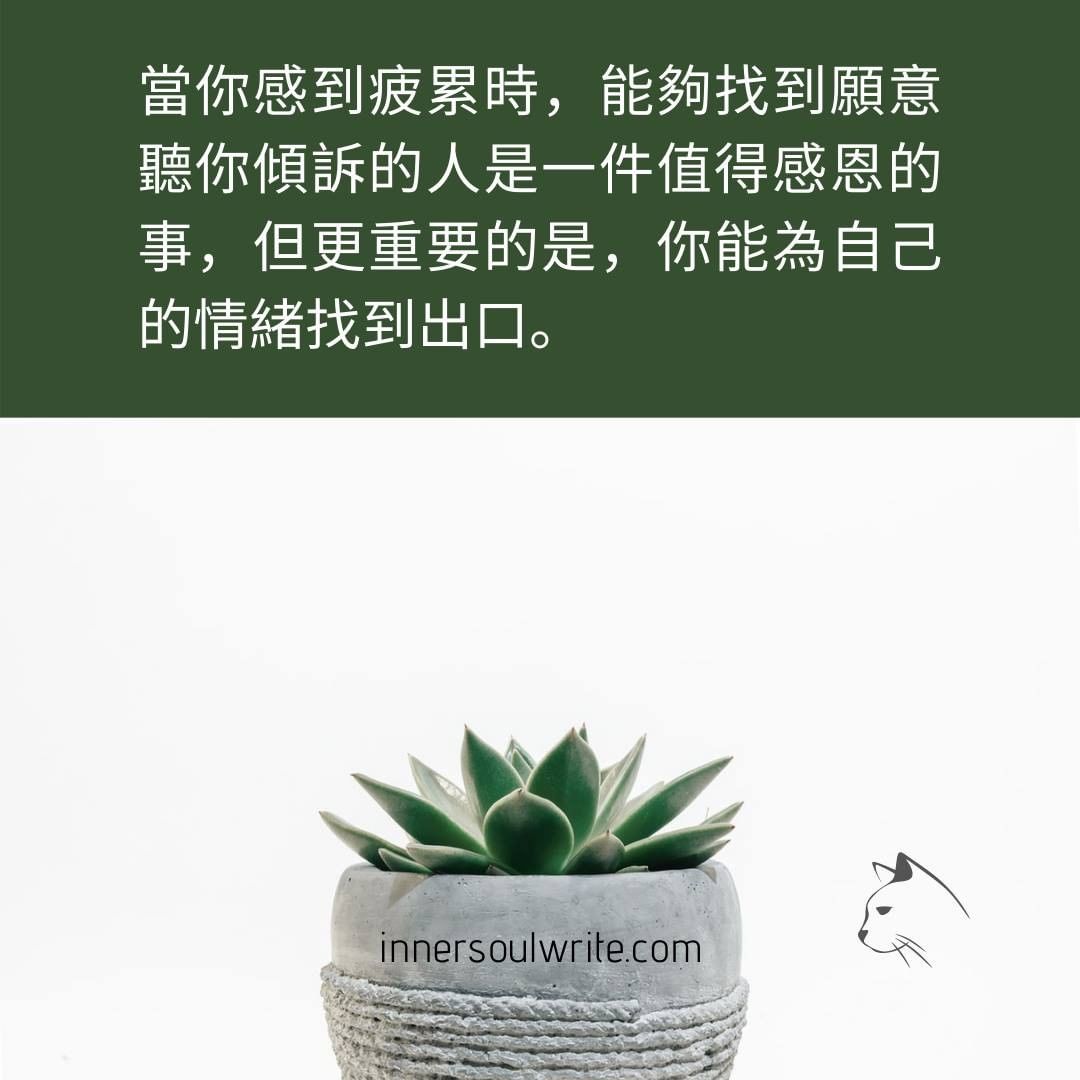 當你感到疲累時，能夠找到願意
聽你傾訴的人是一件值得感恩的
事，但更重要的是，你能為自己
的情緒找到出口。
innersoulwrite.com